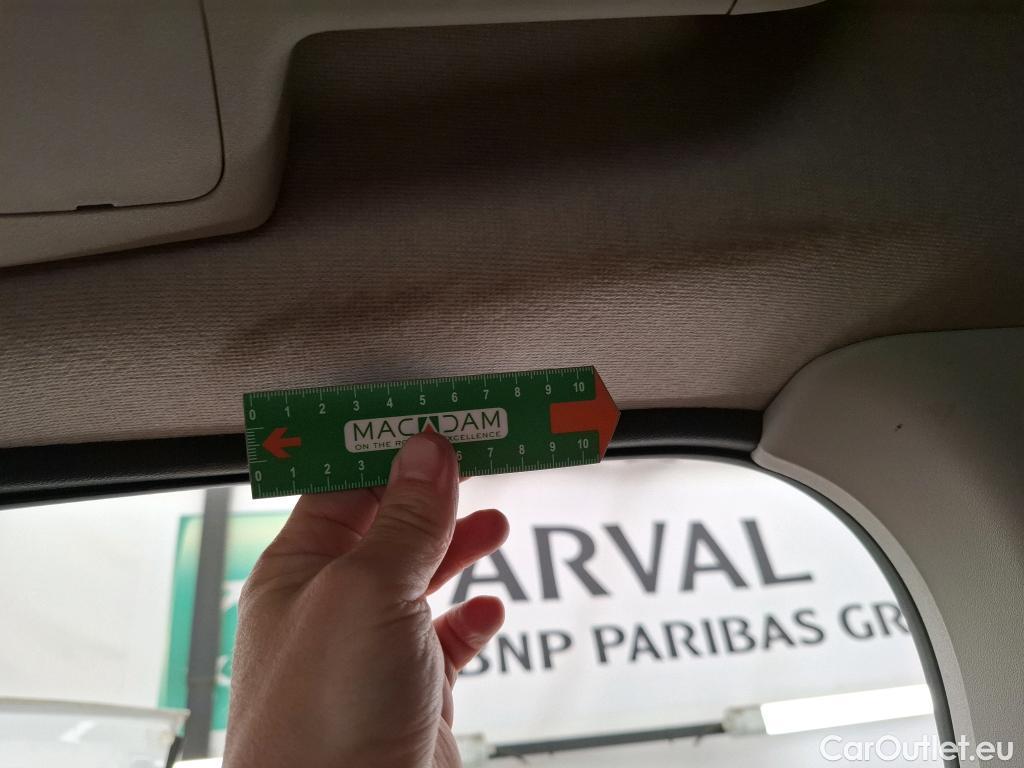 0 1 2 3 4 5 6 7 8 9 10
MACADAM
ON THE RO EXCELLENCE
0 1 2 3 6 7 8 9 10
ARVAL
BNP PARIBAS GR
CarOutlet.eu